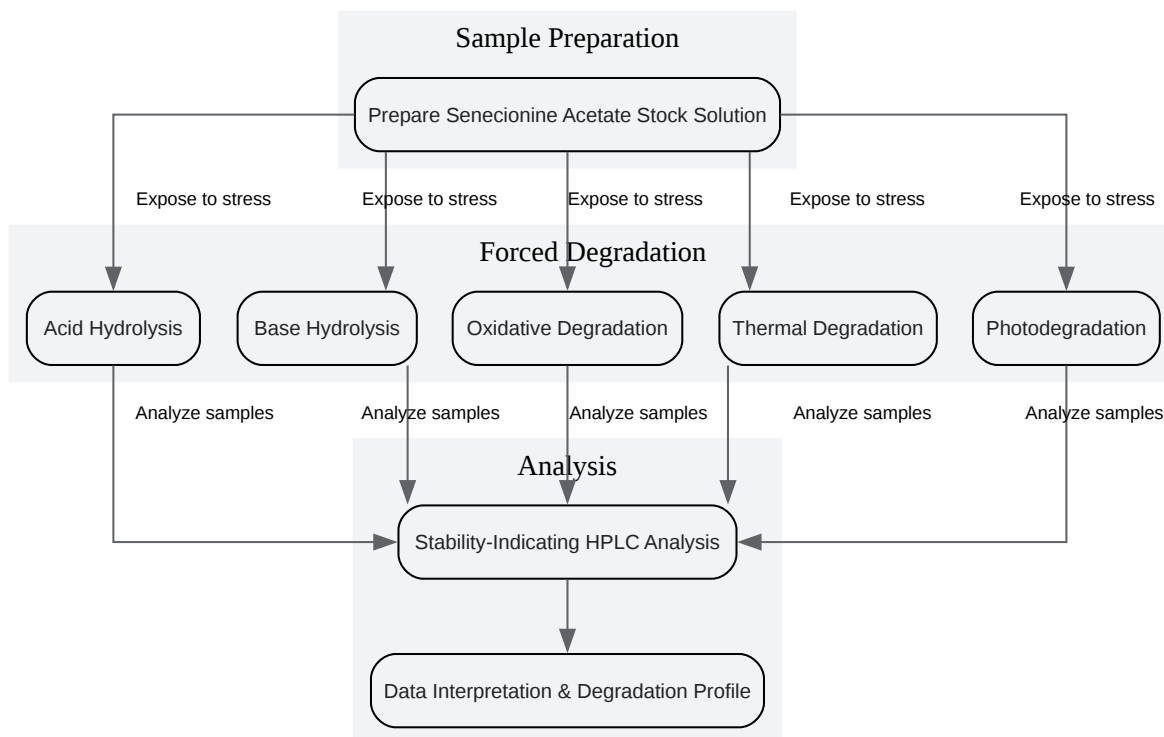 Sample Preparation
Prepare Senecionine Acetate Stock Solution
Expose to stress
Expose to stress
Expose to stress
Expose to stress
Expose to stress
Forced Degradation
Acid Hydrolysis
Base Hydrolysis
Oxidative Degradation
Thermal Degradation
Photodegradation
Analyze samples
Analyze samples
Analyze samples
Analyze samples
Analyze samples
Analysis
Stability-Indicating HPLC Analysis
Data Interpretation & Degradation Profile